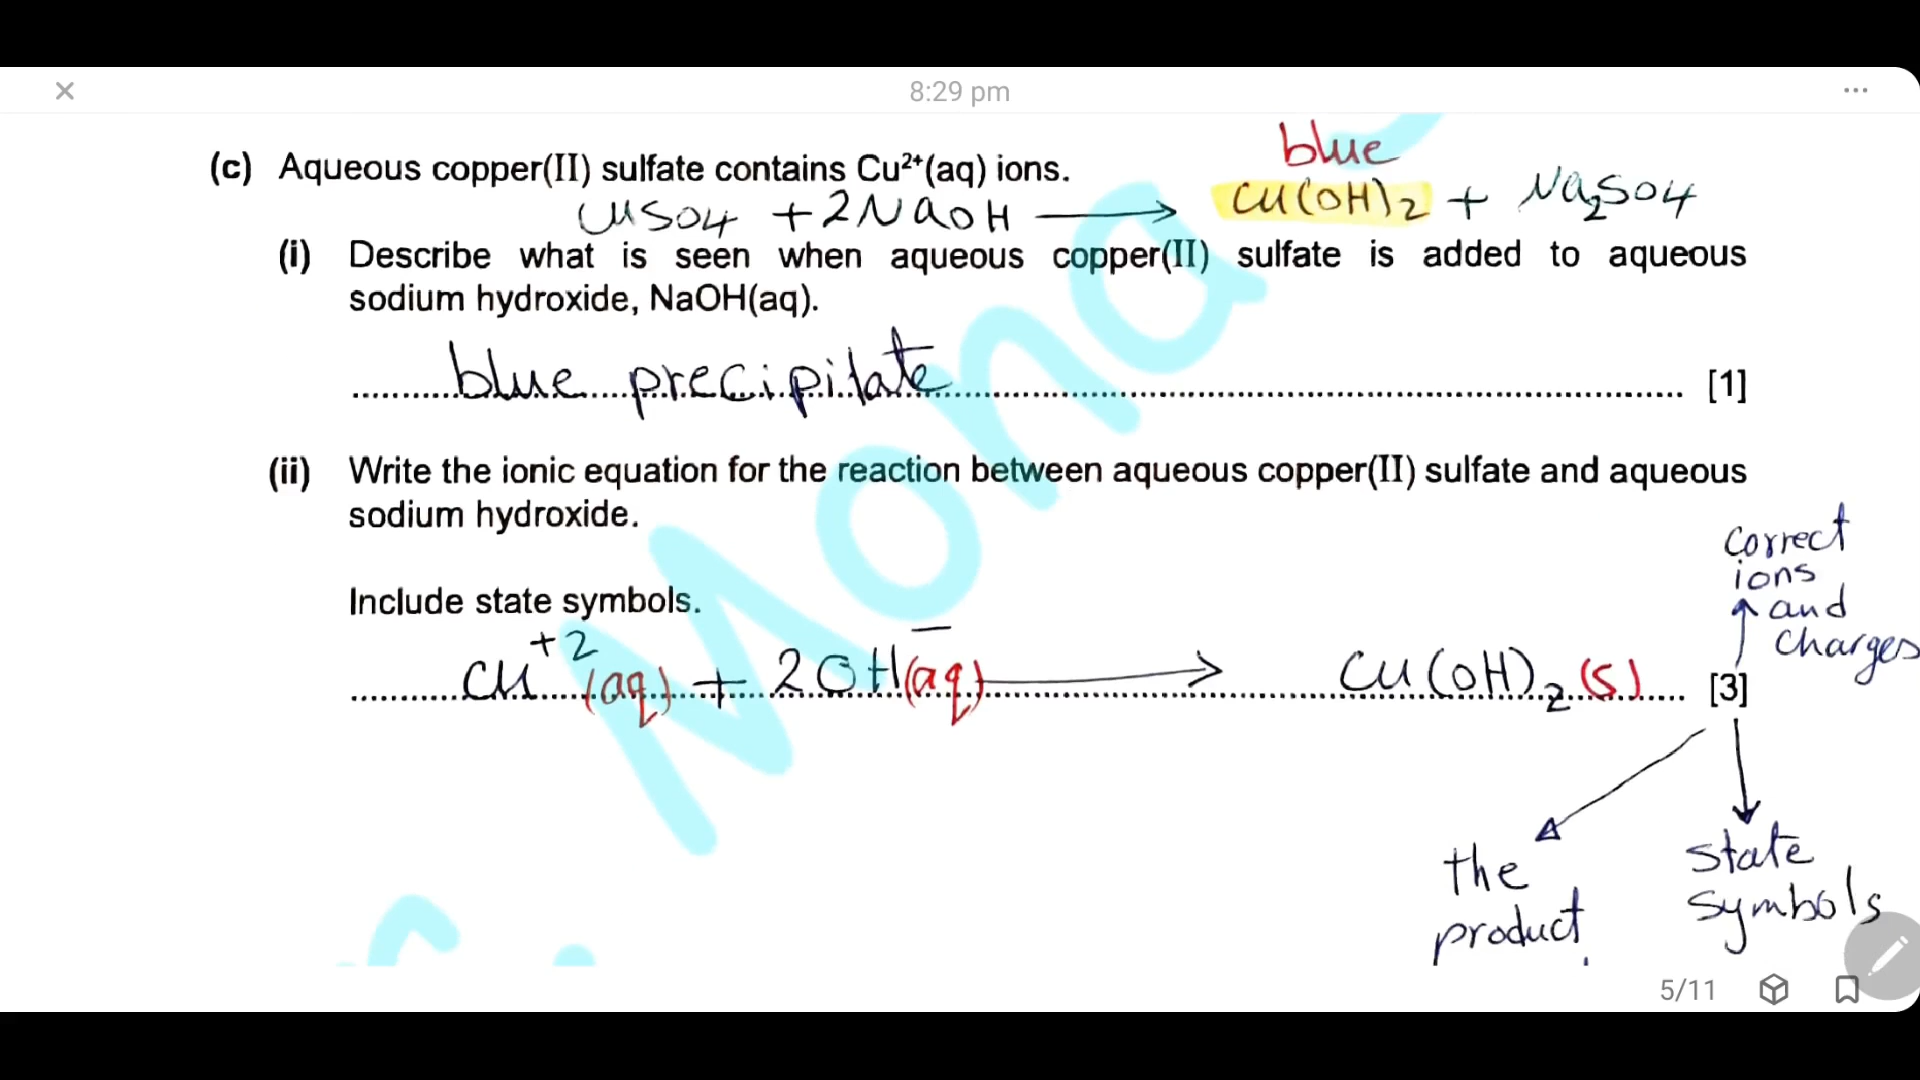 8:29 pm
(c) Aqueous copper(II) sulfate contains Cu²⁺(aq) ions.
blue
CuSO4 + 2NaOH ⟶ Cu(OH)2 + Na2SO4
(i) Describe what is seen when aqueous copper(II) sulfate is added to aqueous
sodium hydroxide, NaOH(aq).
blue precipitate [1]
(ii) Write the ionic equation for the reaction between aqueous copper(II) sulfate and aqueous
sodium hydroxide.
Include state symbols.
Cu⁺²(aq) + 2OH⁻(aq) ⟶ Cu(OH)2(s) [3]
correct
ions
and
charges
the
product.
state
symbols
Mona
5/11